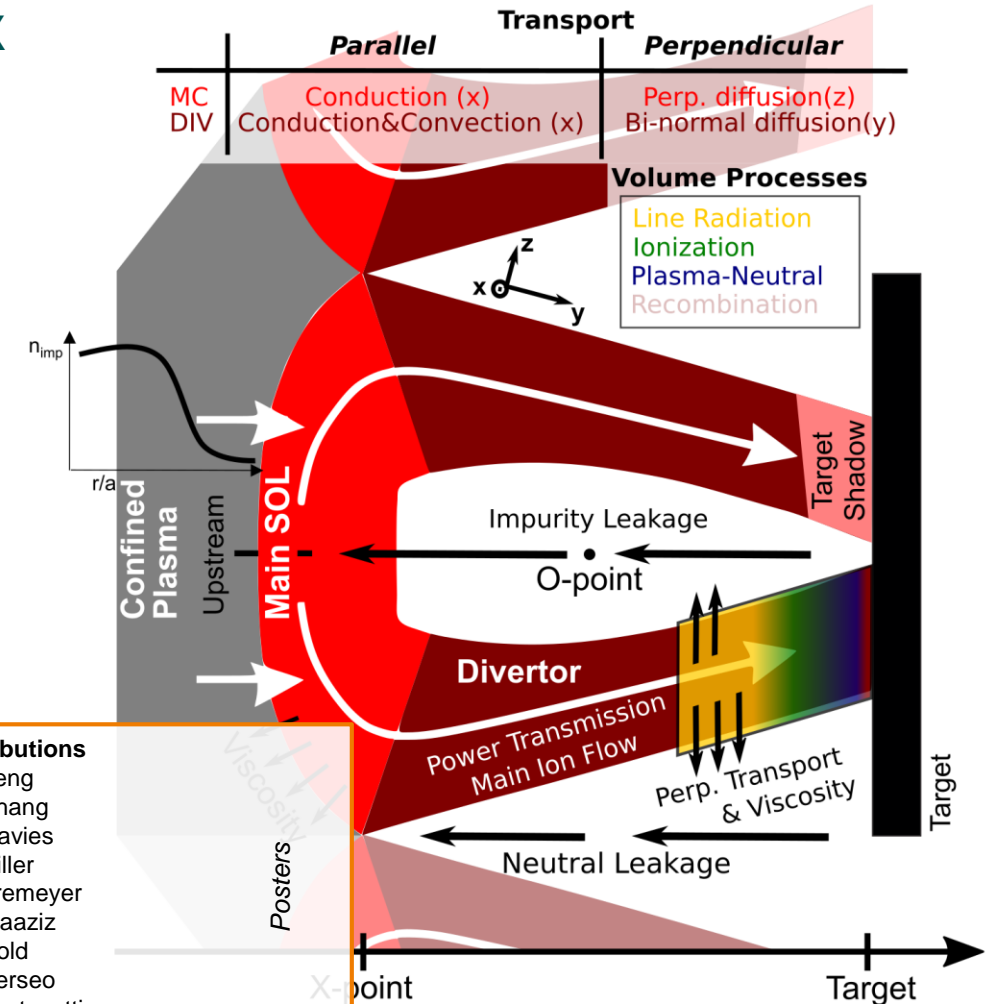 Transport
Parallel
Perpendicular
MC
Conduction (x)
Perp. diffusion(z)
DIV
Conduction&Convection (x)
Bi-normal diffusion(y)
Volume Processes
Line Radiation
Ionization
Plasma-Neutral
Recombination
z
x
y
n_imp
r/a
Confined
Plasma
Upstream
Main SOL
Impurity Leakage
O-point
Target
Shadow
Divertor
Power Transmission
Main Ion Flow
Perp. Transport
& Viscosity
Target
Viscosity
Neutral Leakage
Posters
X-point
Target